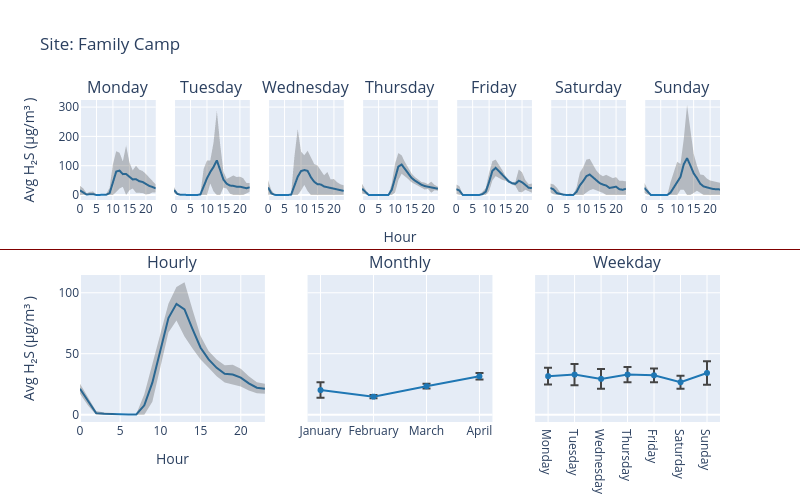 Site: Family Camp
Monday Tuesday Wednesday Thursday Friday Saturday Sunday
Avg H₂S (μg/m³ )
300
200
100
0
0 5 10 15 20 0 5 10 15 20 0 5 10 15 20 0 5 10 15 20 0 5 10 15 20 0 5 10 15 20 0 5 10 15 20
Hour
Hourly Monthly Weekday
Avg H₂S (μg/m³ )
100
50
0
0 5 10 15 20
Hour
January February March April
Monday
Tuesday
Wednesday
Thursday
Friday
Saturday
Sunday